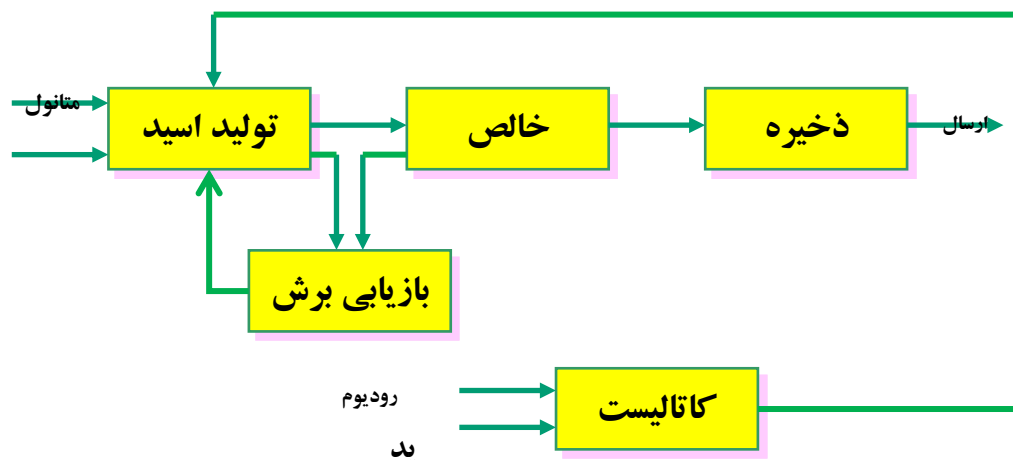 متانول
تولید اسید
خالص
ذخیره
ارسال
بازیابی برش
رودیوم
کاتالیست
ید